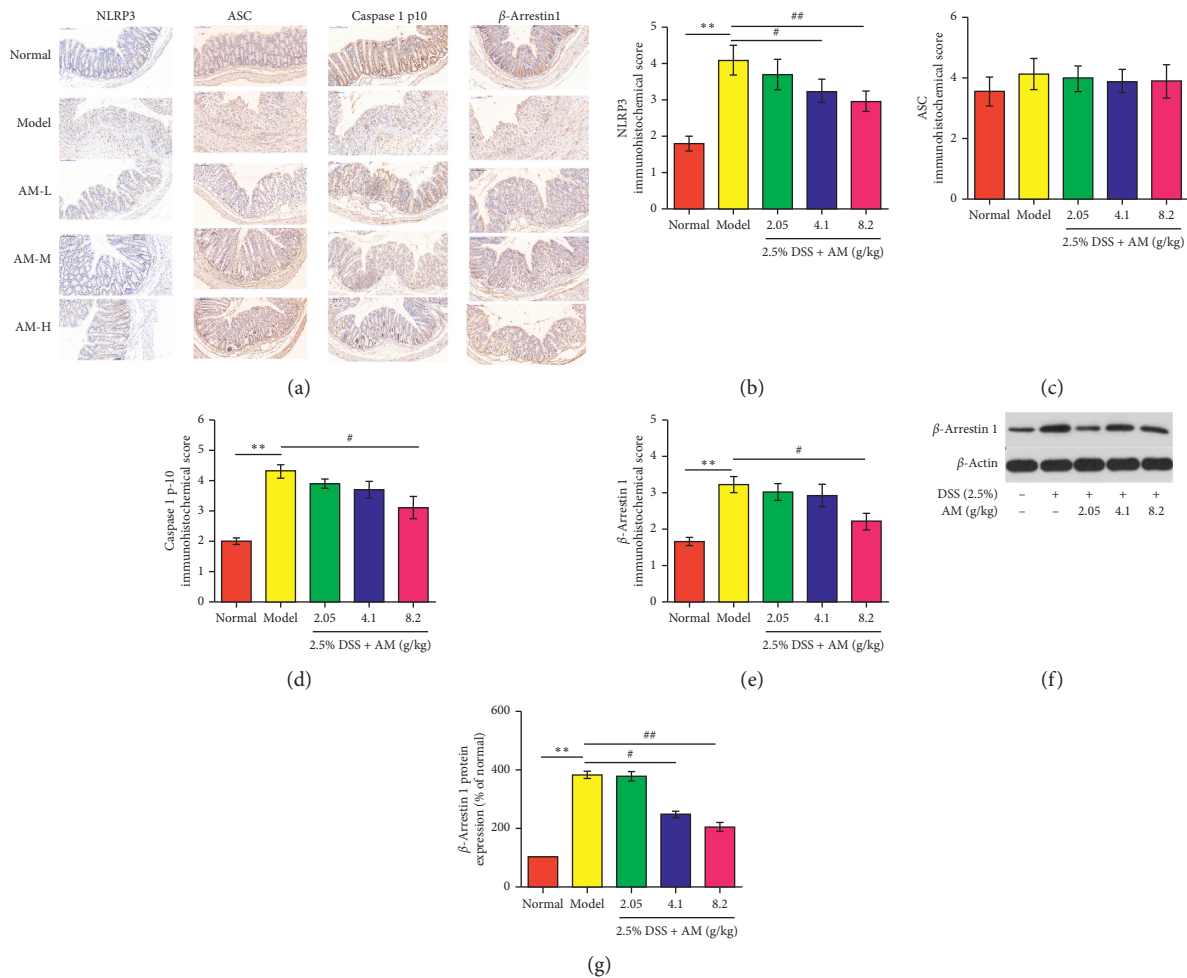 NLRP3 ASC Caspase 1 p10 β-Arrestin1
Normal
Model
AM-L
AM-M
AM-H
(a)
NLRP3
immunohistochemical score
5
4
3
2
1
0
** # ##
Normal Model 2.05 4.1 8.2
2.5% DSS + AM (g/kg)
(b)
ASC
immunohistochemical score
6
4
2
0
Normal Model 2.05 4.1 8.2
2.5% DSS + AM (g/kg)
(c)
Caspase 1 p-10
immunohistochemical score
6
5
4
3
2
1
0
** #
Normal Model 2.05 4.1 8.2
2.5% DSS + AM (g/kg)
(d)
β-Arrestin 1
immunohistochemical score
5
4
3
2
1
0
** #
Normal Model 2.05 4.1 8.2
2.5% DSS + AM (g/kg)
(e)
β-Arrestin 1
β-Actin
DSS (2.5%) – + + + +
AM (g/kg) – – 2.05 4.1 8.2
(f)
β-Arrestin 1 protein
expression (% of normal)
600
400
200
0
** # ##
Normal Model 2.05 4.1 8.2
2.5% DSS + AM (g/kg)
(g)